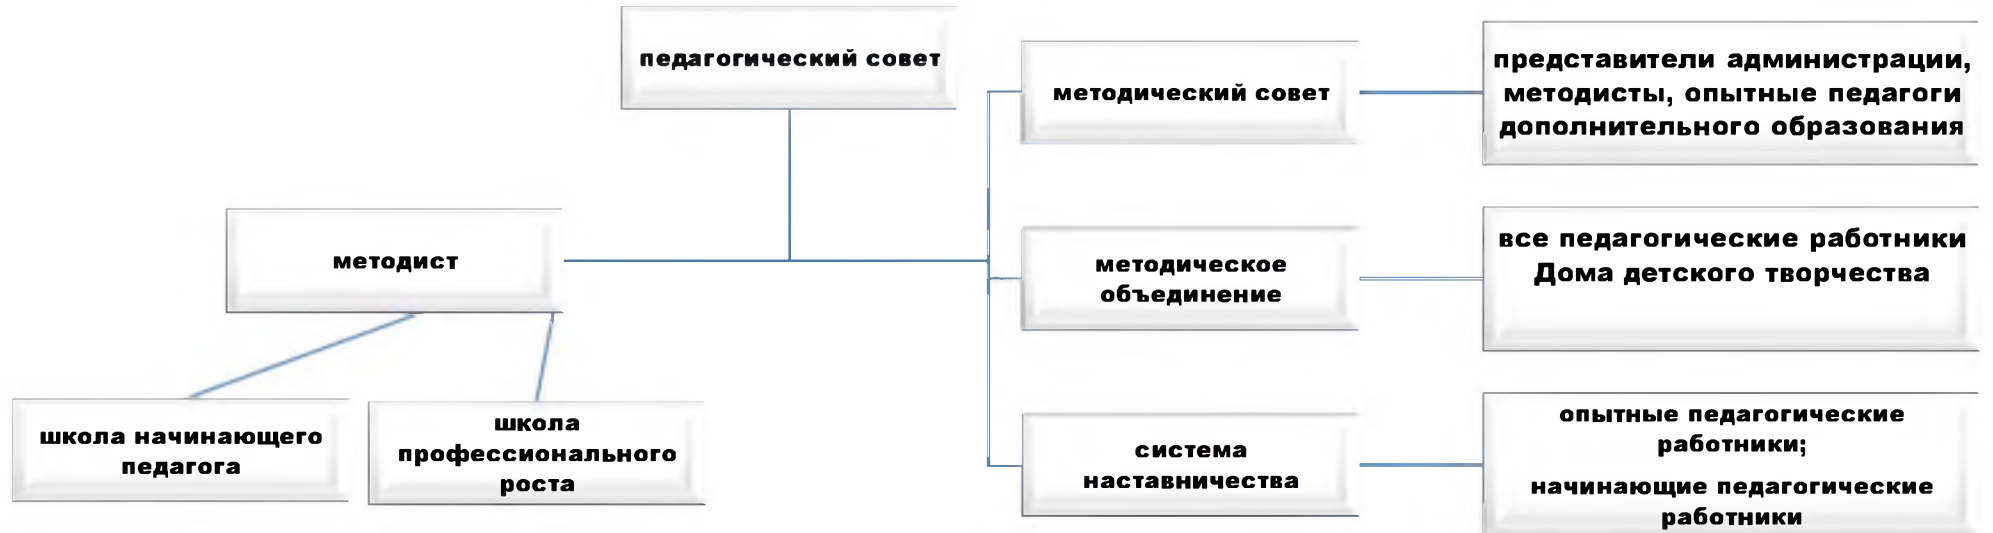 педагогический совет
методист
школа начинающего
педагога
школа
профессионального
роста
методический совет
представители администрации,
методисты, опытные педагоги
дополнительного образования
методическое
объединение
все педагогические работники
Дома детского творчества
система
наставничества
опытные педагогические
работники;
начинающие педагогические
работники